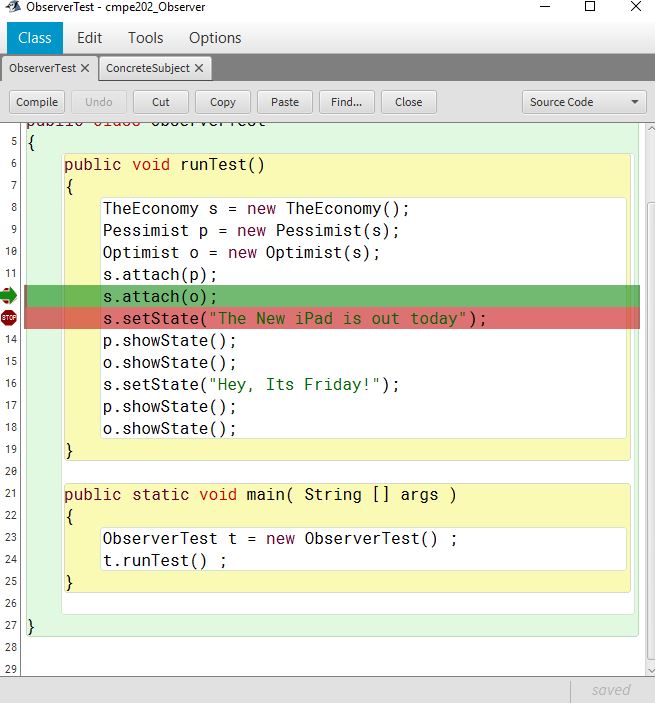 ObserverTest - cmpe202_Observer
Class Edit Tools Options
ObserverTest ✕ ConcreteSubject ✕
Compile Undo Cut Copy Paste Find... Close Source Code
public class ObserverTest
5 {
6 public void runTest()
7 {
8 TheEconomy s = new TheEconomy();
9 Pessimist p = new Pessimist(s);
10 Optimist o = new Optimist(s);
11 s.attach(p);
s.attach(o);
STOP s.setState("The New iPad is out today");
14 p.showState();
15 o.showState();
16 s.setState("Hey, Its Friday!");
17 p.showState();
18 o.showState();
19 }
20
21 public static void main( String [] args )
22 {
23 ObserverTest t = new ObserverTest() ;
24 t.runTest() ;
25 }
26
27 }
28
29
saved